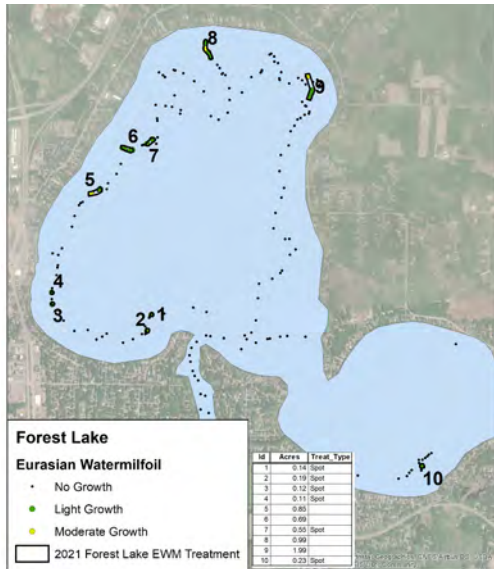 8
9
6
7
5
4
3
2 1
10
Forest Lake
Eurasian Watermilfoil
No Growth
Light Growth
Moderate Growth
2021 Forest Lake EWM Treatment
Id Acres Treat_Type
1 0.14 Spot
2 0.19 Spot
3 0.12 Spot
4 0.11 Spot
5 0.85
6 0.69
7 0.55 Spot
8 0.99
9 1.99
10 0.23 Spot